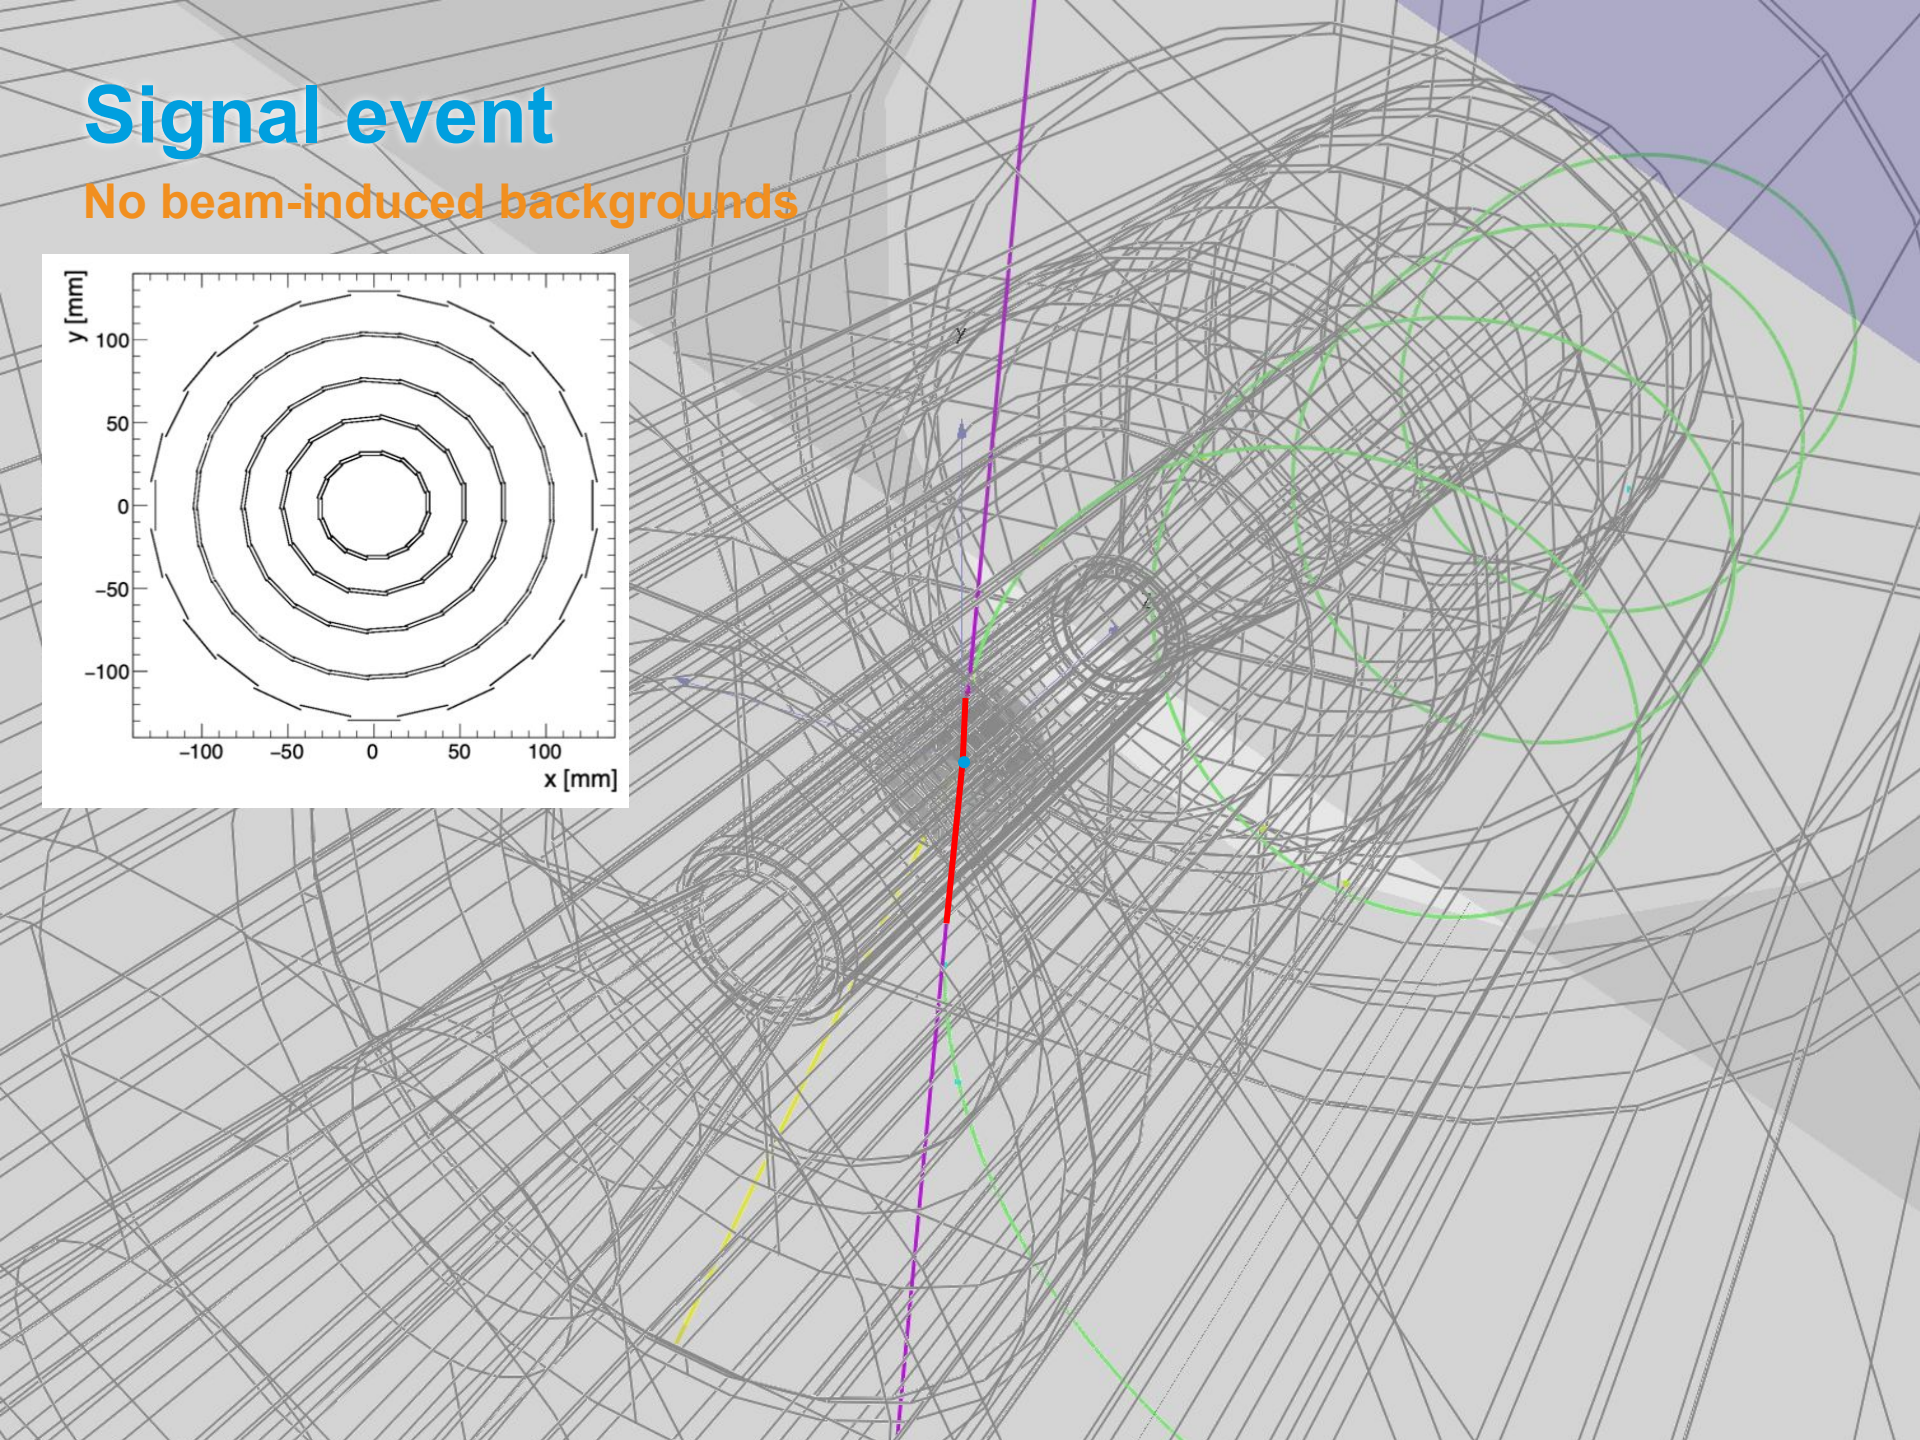 Signal event
No beam-induced backgrounds
y [mm]
100
50
0
−50
−100
−100 −50 0 50 100
x [mm]
y
z